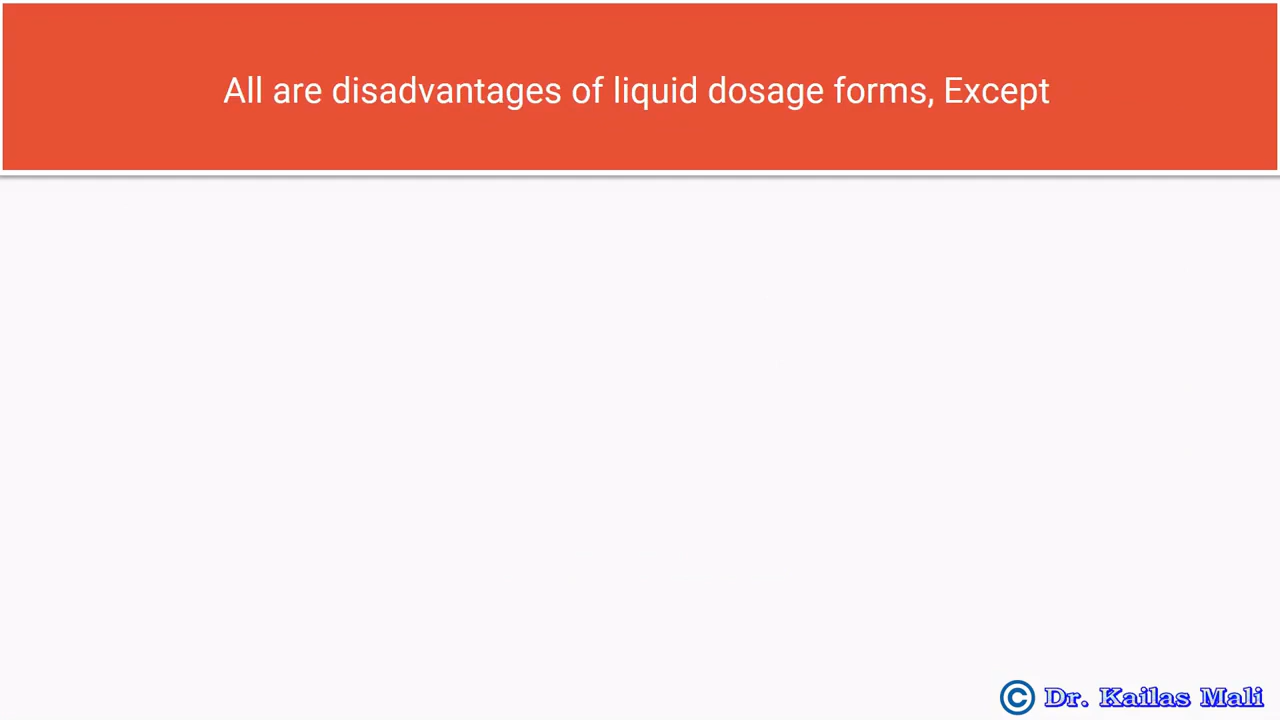 All are disadvantages of liquid dosage forms, Except
© Dr. Kailas Mali